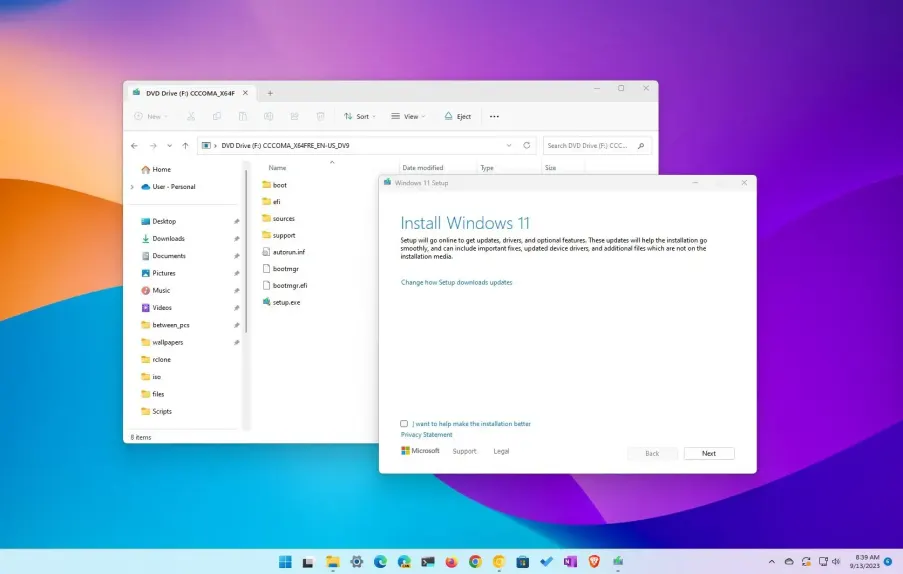 DVD Drive (F:) CCCOMA_X64F
New
Sort
View
Eject
DVD Drive (F:) CCCOMA_X64FRE_EN-US_DV9
Search DVD Drive (F:) CCC...
Home
User - Personal
Desktop
Downloads
Documents
Pictures
Music
Videos
between_pcs
wallpapers
rclone
iso
files
Scripts
8 items
Name
Date modified
Type
Size
boot
efi
sources
support
autorun.inf
bootmgr
bootmgr.efi
setup.exe
Windows 11 Setup
Install Windows 11
Setup will go online to get updates, drivers, and optional features. These updates will help the installation go
smoothly, and can include important fixes, updated device drivers, and additional files which are not on the
installation media.
Change how Setup downloads updates
I want to help make the installation better
Privacy Statement
Microsoft
Support
Legal
Back
Next
8:39 AM
9/13/2023